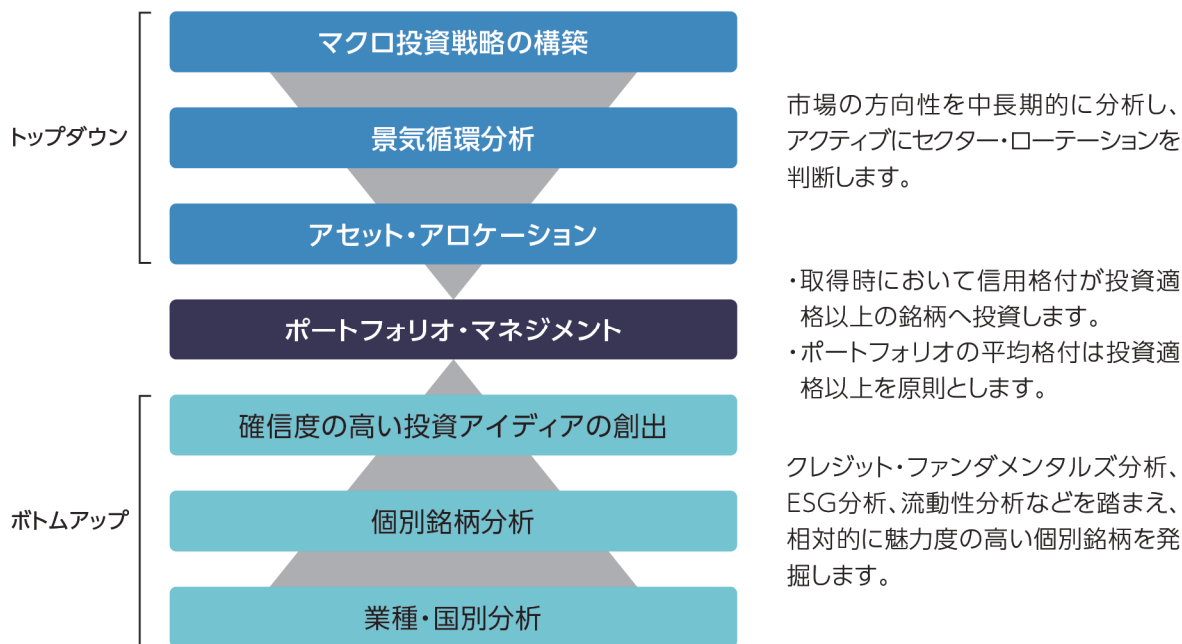 トップダウン
マクロ投資戦略の構築
景気循環分析
アセット・アロケーション
市場の方向性を中長期的に分析し、
アクティブにセクター・ローテーションを
判断します。
ポートフォリオ・マネジメント
・取得時において信用格付が投資適
格以上の銘柄へ投資します。
・ポートフォリオの平均格付は投資適
格以上を原則とします。
ボトムアップ
確信度の高い投資アイディアの創出
個別銘柄分析
業種・国別分析
クレジット・ファンダメンタルズ分析、
ESG分析、流動性分析などを踏まえ、
相対的に魅力度の高い個別銘柄を発
掘します。